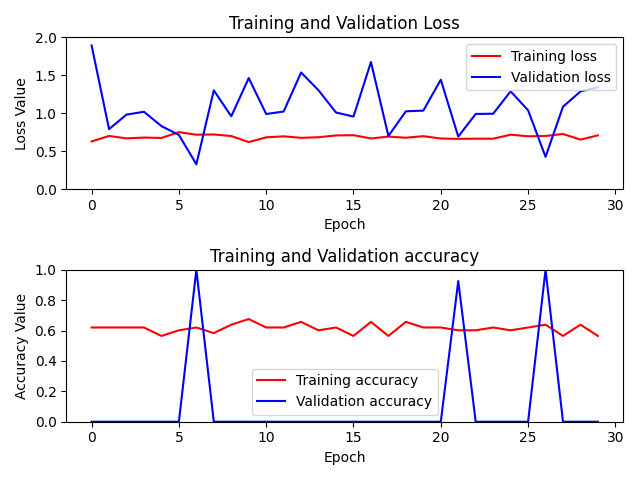 Training and Validation Loss
2.0
1.5
1.0
0.5
0.0
Loss Value
Training loss
Validation loss
0 5 10 15 20 25 30
Epoch
Training and Validation accuracy
1.0
0.8
0.6
0.4
0.2
0.0
Accuracy Value
Training accuracy
Validation accuracy
0 5 10 15 20 25 30
Epoch